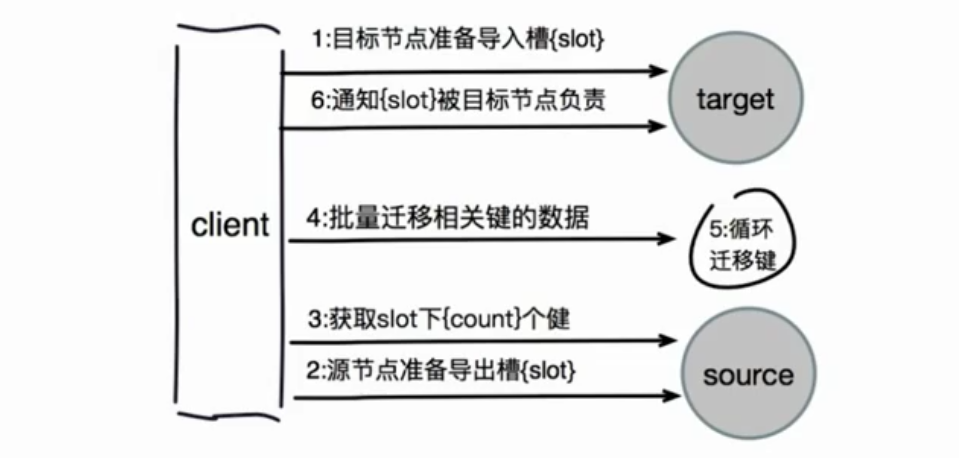 1:目标节点准备导入槽{slot}
6:通知{slot}被目标节点负责
target
client
4:批量迁移相关键的数据
5:循环
迁移键
3:获取slot下{count}个健
2:源节点准备导出槽{slot}
source